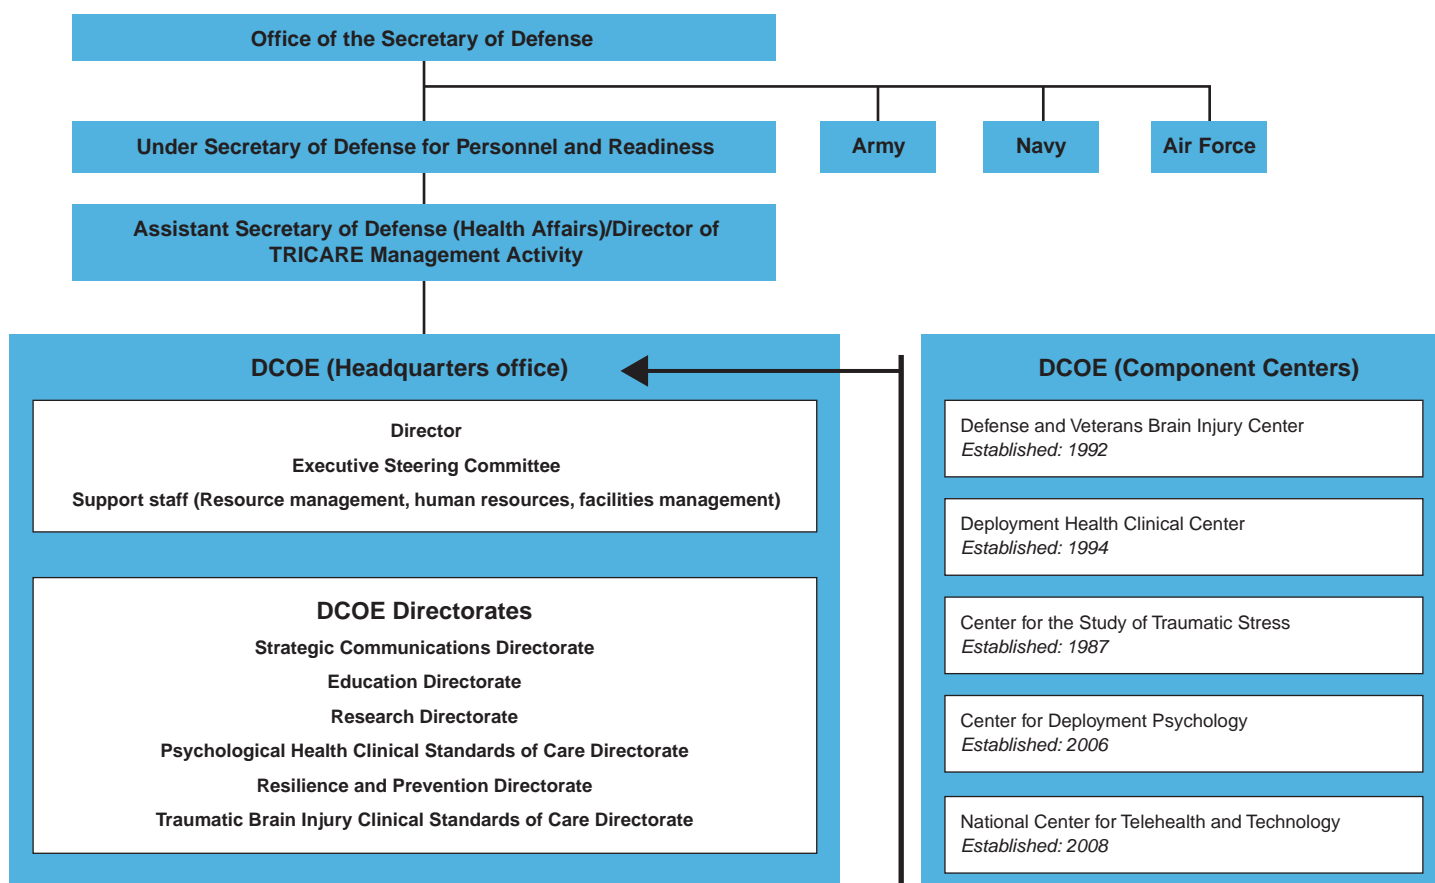 Office of the Secretary of Defense
Under Secretary of Defense for Personnel and Readiness
Army
Navy
Air Force
Assistant Secretary of Defense (Health Affairs)/Director of
TRICARE Management Activity
DCOE (Headquarters office)
Director
Executive Steering Committee
Support staff (Resource management, human resources, facilities management)
DCOE Directorates
Strategic Communications Directorate
Education Directorate
Research Directorate
Psychological Health Clinical Standards of Care Directorate
Resilience and Prevention Directorate
Traumatic Brain Injury Clinical Standards of Care Directorate
DCOE (Component Centers)
Defense and Veterans Brain Injury Center
Established: 1992
Deployment Health Clinical Center
Established: 1994
Center for the Study of Traumatic Stress
Established: 1987
Center for Deployment Psychology
Established: 2006
National Center for Telehealth and Technology
Established: 2008